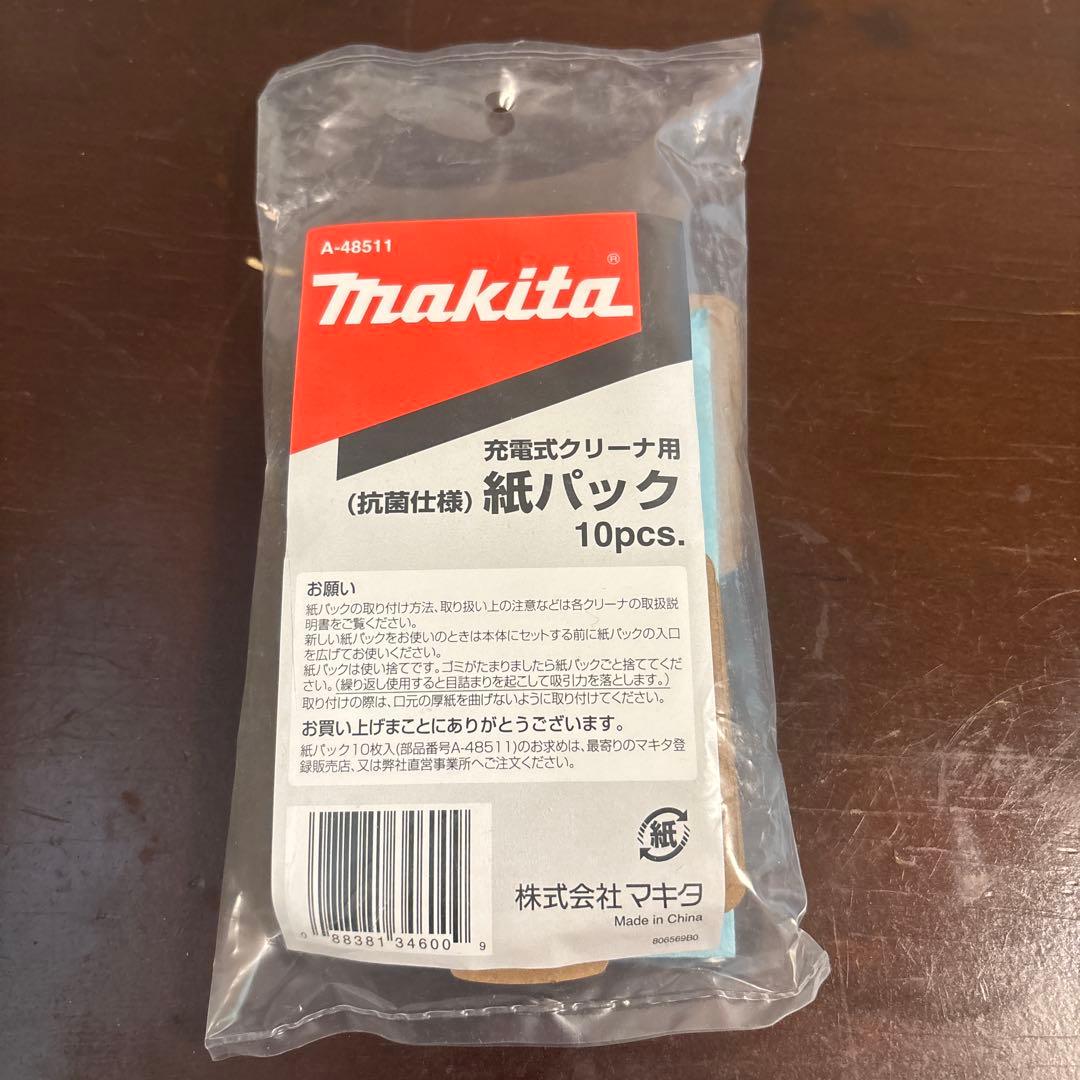 A-48511
makita®
充電式クリーナ用
(抗菌仕様) 紙パック
10pcs.
お願い
紙パックの取り付け方法、取り扱い上の注意などは各クリーナの取扱説
明書をご覧ください。
新しい紙パックをお使いのときは本体にセットする前に紙パックの入口
を広げてお使いください。
紙パックは使い捨てです。ゴミがたまりましたら紙パックごと捨ててくだ
さい。(繰り返し使用すると目詰まりを起こして吸引力を落とします。)
取り付けの際は、口元の厚紙を曲げないように取り付けてください。
お買い上げまことにありがとうございます。
紙パック10枚入(部品番号A-48511)のお求めは、最寄りのマキタ登
録販売店、又は弊社直営事業所へご注文ください。
紙
株式会社マキタ
Made in China
806569B0
0 88381 34600 9